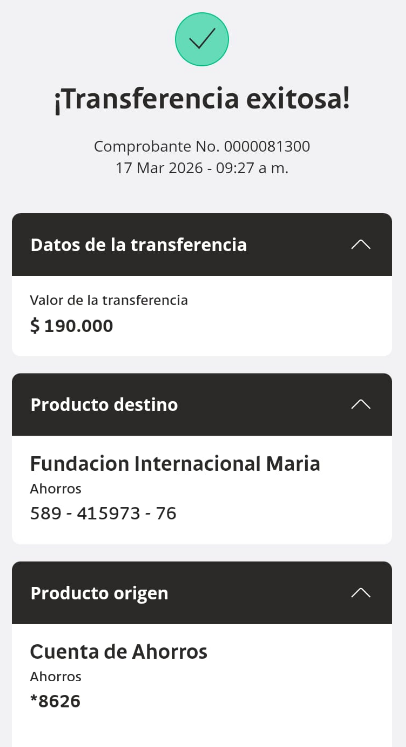 ¡Transferencia exitosa!
Comprobante No. 0000081300
17 Mar 2026 - 09:27 a m.
Datos de la transferencia
Valor de la transferencia
$ 190.000
Producto destino
Fundacion Internacional Maria
Ahorros
589 - 415973 - 76
Producto origen
Cuenta de Ahorros
Ahorros
*8626